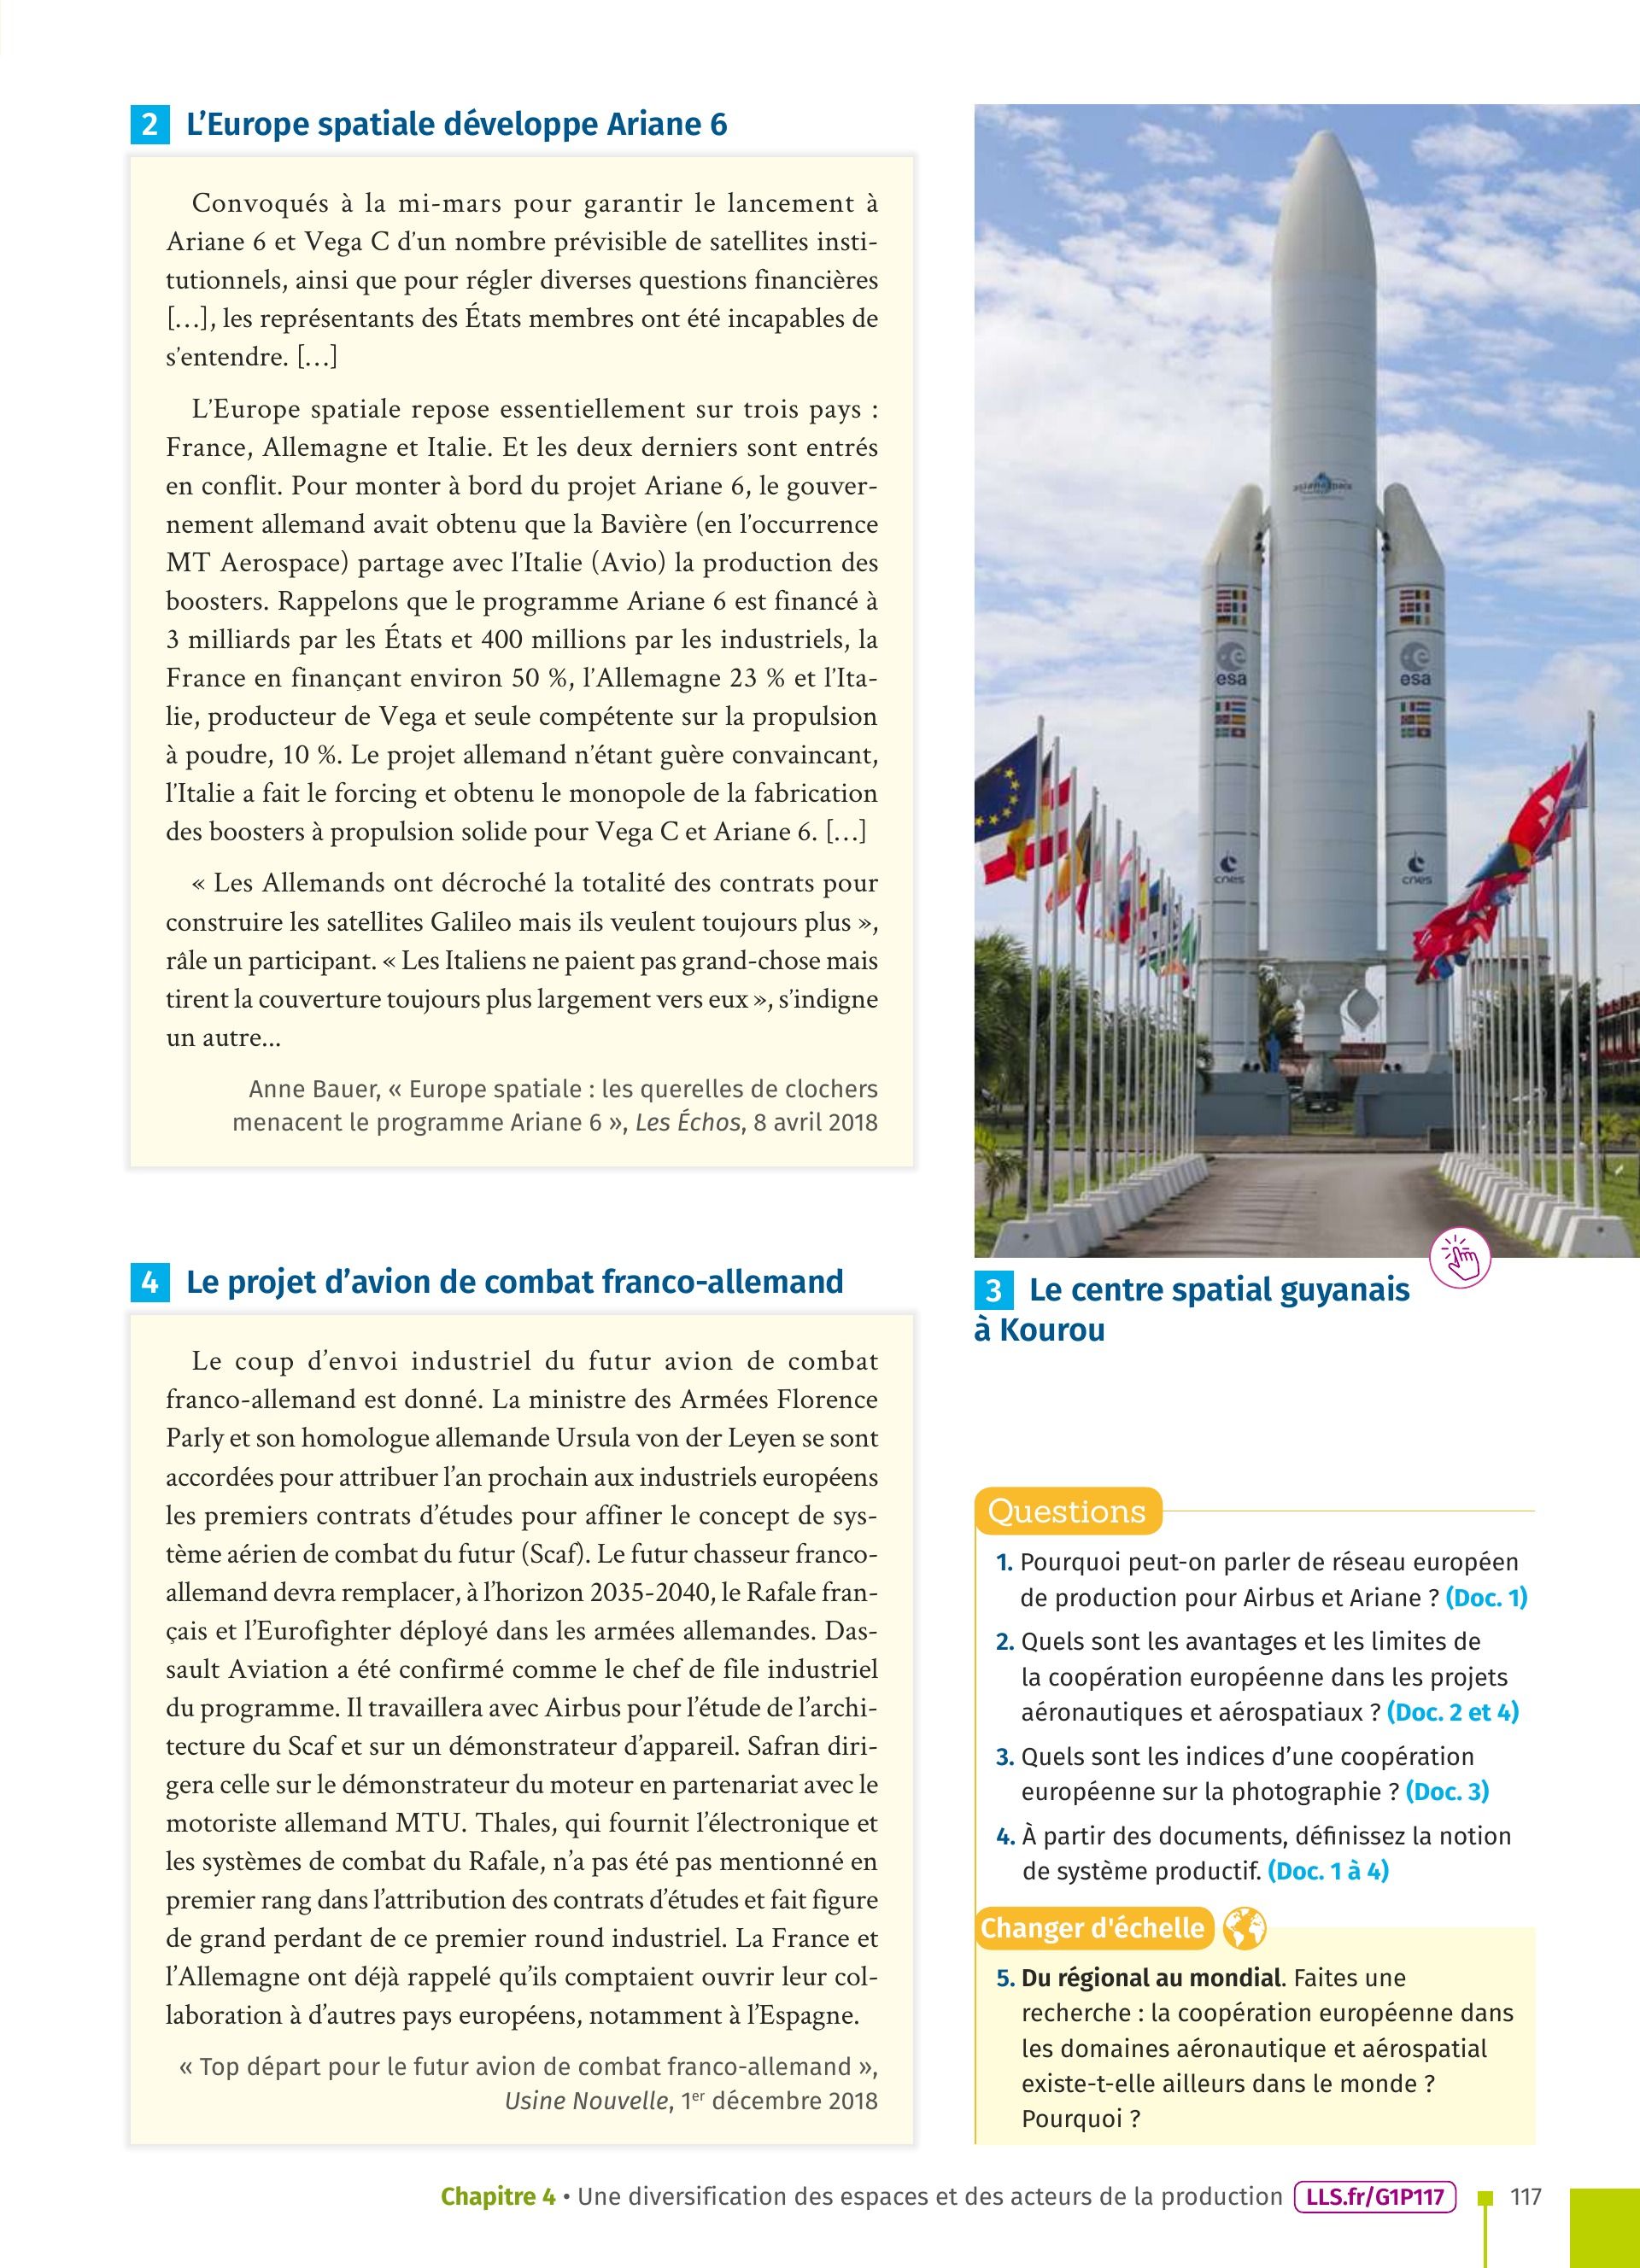 2 L’Europe spatiale développe Ariane 6
Convoqués à la mi-mars pour garantir le lancement à
Ariane 6 et Vega C d’un nombre prévisible de satellites insti-
tutionnels, ainsi que pour régler diverses questions financières
[…], les représentants des États membres ont été incapables de
s’entendre. […]
L’Europe spatiale repose essentiellement sur trois pays :
France, Allemagne et Italie. Et les deux derniers sont entrés
en conflit. Pour monter à bord du projet Ariane 6, le gouver-
nement allemand avait obtenu que la Bavière (en l’occurrence
MT Aerospace) partage avec l’Italie (Avio) la production des
boosters. Rappelons que le programme Ariane 6 est financé à
3 milliards par les États et 400 millions par les industriels, la
France en finançant environ 50 %, l’Allemagne 23 % et l’Ita-
lie, producteur de Vega et seule compétente sur la propulsion
à poudre, 10 %. Le projet allemand n’étant guère convaincant,
l’Italie a fait le forcing et obtenu le monopole de la fabrication
des boosters à propulsion solide pour Vega C et Ariane 6. […]
« Les Allemands ont décroché la totalité des contrats pour
construire les satellites Galileo mais ils veulent toujours plus »,
râle un participant. « Les Italiens ne paient pas grand-chose mais
tirent la couverture toujours plus largement vers eux », s’indigne
un autre...
Anne Bauer, « Europe spatiale : les querelles de clochers
menacent le programme Ariane 6 », Les Échos, 8 avril 2018
4 Le projet d’avion de combat franco-allemand
Le coup d’envoi industriel du futur avion de combat
franco-allemand est donné. La ministre des Armées Florence
Parly et son homologue allemande Ursula von der Leyen se sont
accordées pour attribuer l’an prochain aux industriels européens
les premiers contrats d’études pour affiner le concept de sys-
tème aérien de combat du futur (Scaf). Le futur chasseur franco-
allemand devra remplacer, à l’horizon 2035-2040, le Rafale fran-
çais et l’Eurofighter déployé dans les armées allemandes. Das-
sault Aviation a été confirmé comme le chef de file industriel
du programme. Il travaillera avec Airbus pour l’étude de l’archi-
tecture du Scaf et sur un démonstrateur d’appareil. Safran diri-
gera celle sur le démonstrateur du moteur en partenariat avec le
motoriste allemand MTU. Thales, qui fournit l’électronique et
les systèmes de combat du Rafale, n’a pas été pas mentionné en
premier rang dans l’attribution des contrats d’études et fait figure
de grand perdant de ce premier round industriel. La France et
l’Allemagne ont déjà rappelé qu’ils comptaient ouvrir leur col-
laboration à d’autres pays européens, notamment à l’Espagne.
« Top départ pour le futur avion de combat franco-allemand »,
Usine Nouvelle, 1er décembre 2018
arianespace
esa
esa
cnes
cnes
3 Le centre spatial guyanais
à Kourou
Questions
1. Pourquoi peut-on parler de réseau européen
de production pour Airbus et Ariane ? (Doc. 1)
2. Quels sont les avantages et les limites de
la coopération européenne dans les projets
aéronautiques et aérospatiaux ? (Doc. 2 et 4)
3. Quels sont les indices d’une coopération
européenne sur la photographie ? (Doc. 3)
4. À partir des documents, définissez la notion
de système productif. (Doc. 1 à 4)
Changer d'échelle
5. Du régional au mondial. Faites une
recherche : la coopération européenne dans
les domaines aéronautique et aérospatial
existe-t-elle ailleurs dans le monde ?
Pourquoi ?
Chapitre 4 • Une diversification des espaces et des acteurs de la production LLS.fr/G1P117 117